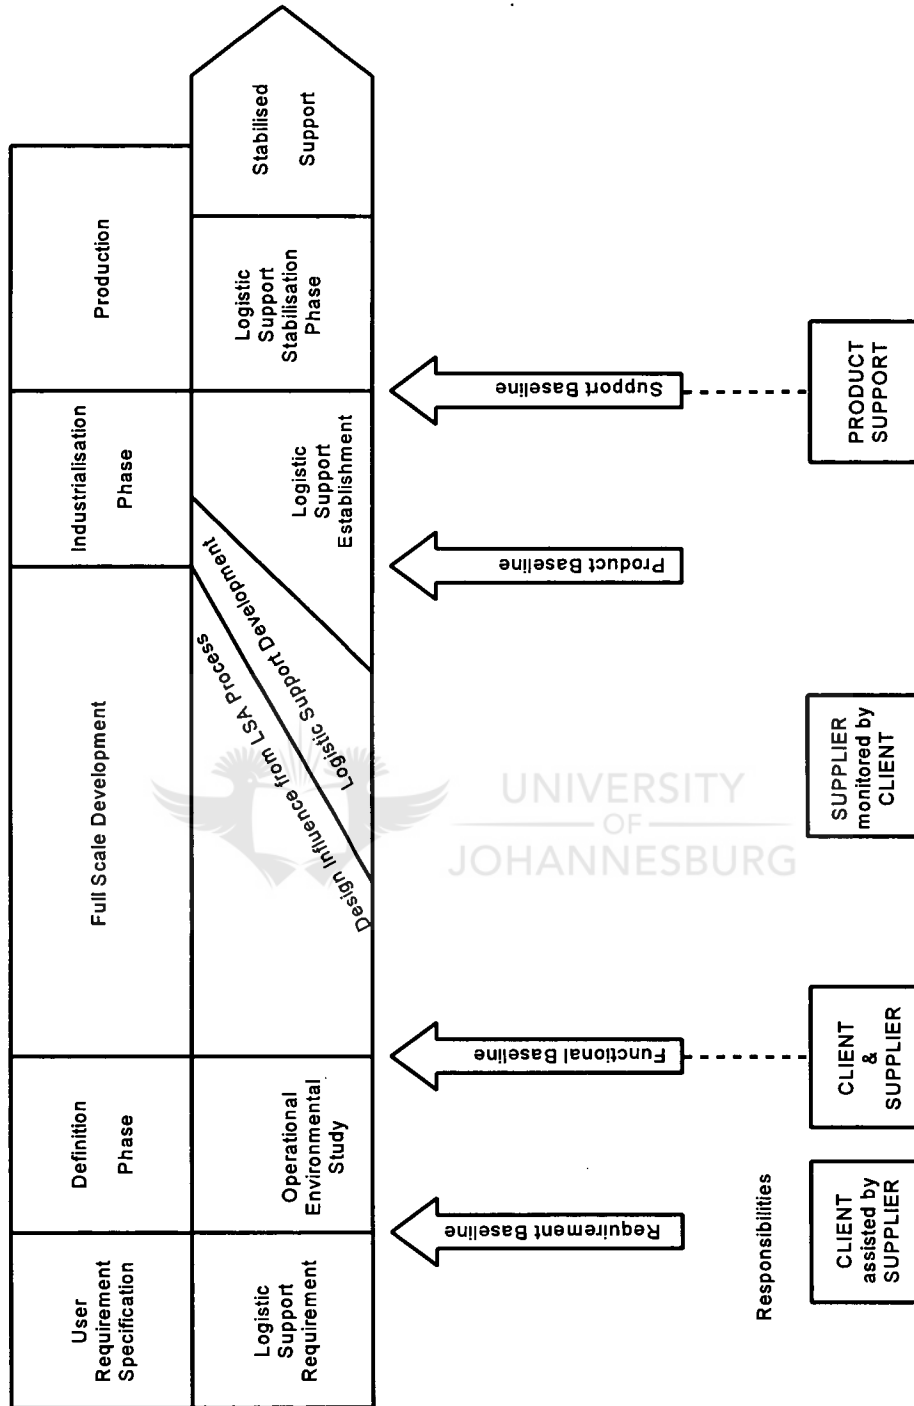 User
Requirement
Specification
Definition
Phase
Full Scale Development
Industrialisation
Phase
Production
Logistic
Support
Requirement
Operational
Environmental
Study
Design Influence from LSA Process
Logistic Support Development
Logistic
Support
Establishment
Logistic
Support
Stabilisation
Phase
Stabilised
Support
Requirement Baseline
Functional Baseline
Product Baseline
Support Baseline
Responsibilities
CLIENT
assisted by
SUPPLIER
CLIENT
&
SUPPLIER
SUPPLIER
monitored by
CLIENT
PRODUCT
SUPPORT
UNIVERSITY
OF
JOHANNESBURG